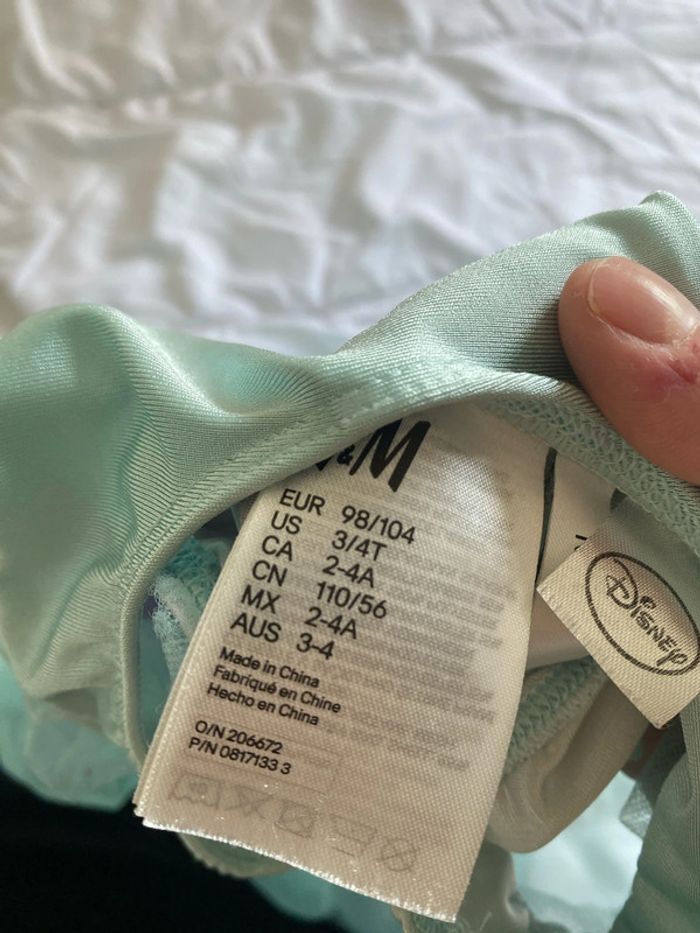 &M
EUR 98/104
US 3/4T
CA 2-4A
CN 110/56
MX 2-4A
AUS 3-4
Made in China
Fabriqué en Chine
Hecho en China
O/N 206672
P/N 0817133 3
Disney